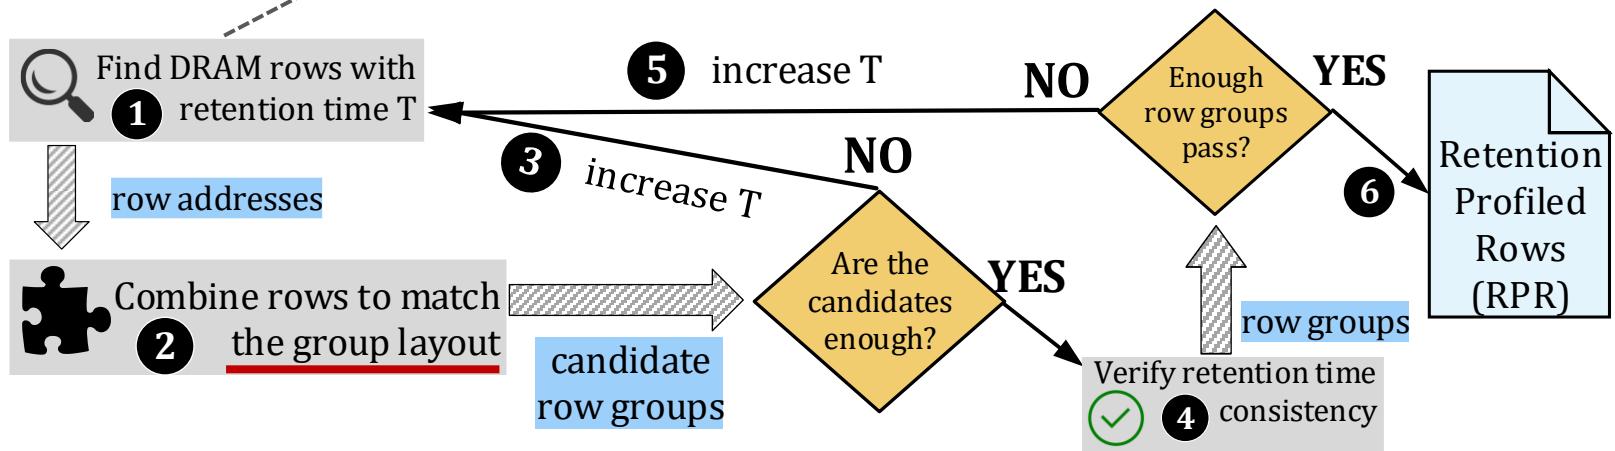 Find DRAM rows with
1 retention time T
row addresses
Combine rows to match
2 the group layout
candidate
row groups
Are the
candidates
enough?
NO
3 increase T
YES
Verify retention time
4 consistency
row groups
Enough
row groups
pass?
NO
5 increase T
YES
6
Retention
Profiled
Rows
(RPR)